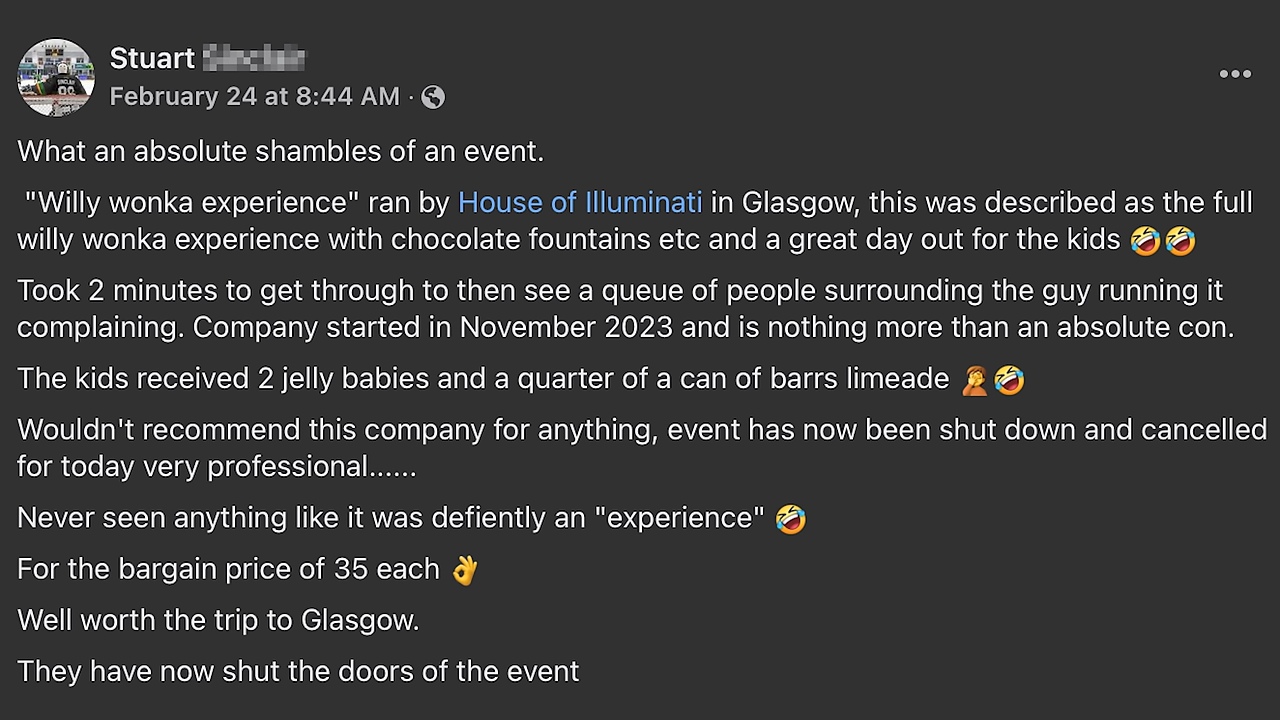 Stuart
February 24 at 8:44 AM ·
What an absolute shambles of an event.
"Willy wonka experience" ran by House of Illuminati in Glasgow, this was described as the full
willy wonka experience with chocolate fountains etc and a great day out for the kids 🤣🤣
Took 2 minutes to get through to then see a queue of people surrounding the guy running it
complaining. Company started in November 2023 and is nothing more than an absolute con.
The kids received 2 jelly babies and a quarter of a can of barrs limeade 🤦🤣
Wouldn't recommend this company for anything, event has now been shut down and cancelled
for today very professional......
Never seen anything like it was defiently an "experience" 🤣
For the bargain price of 35 each 👌
Well worth the trip to Glasgow.
They have now shut the doors of the event